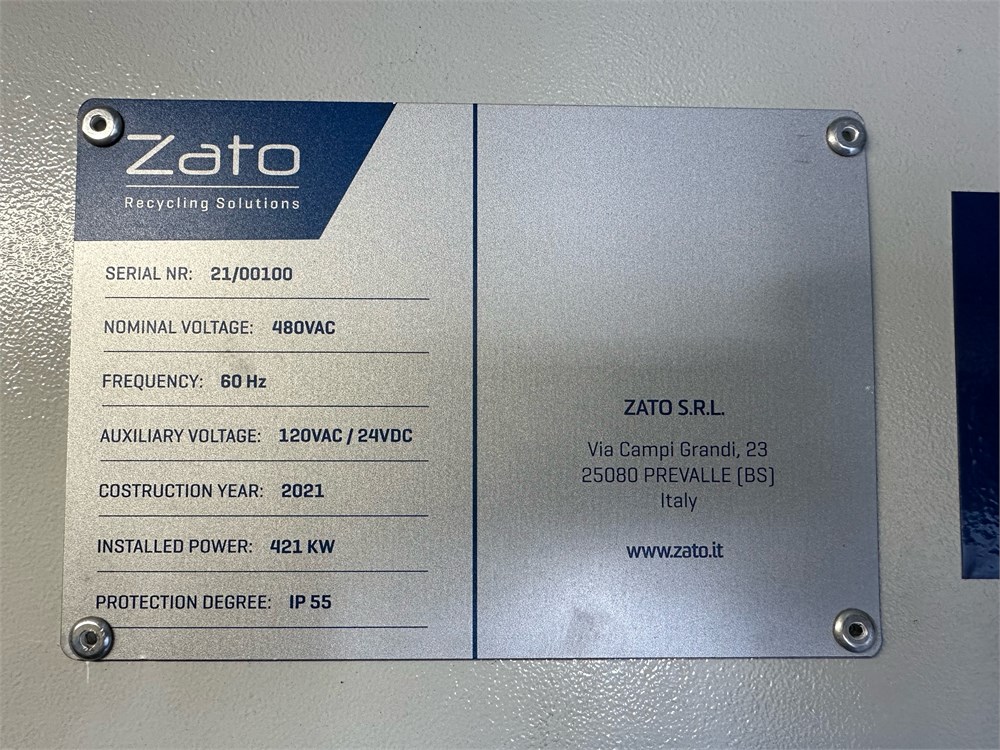 Zato
Recycling Solutions
SERIAL NR: 21/00100
NOMINAL VOLTAGE: 480VAC
FREQUENCY: 60 Hz
AUXILIARY VOLTAGE: 120VAC / 24VDC
COSTRUCTION YEAR: 2021
INSTALLED POWER: 421 KW
PROTECTION DEGREE: IP 55
ZATO S.R.L.
Via Campi Grandi, 23
25080 PREVALLE (BS)
Italy
www.zato.it